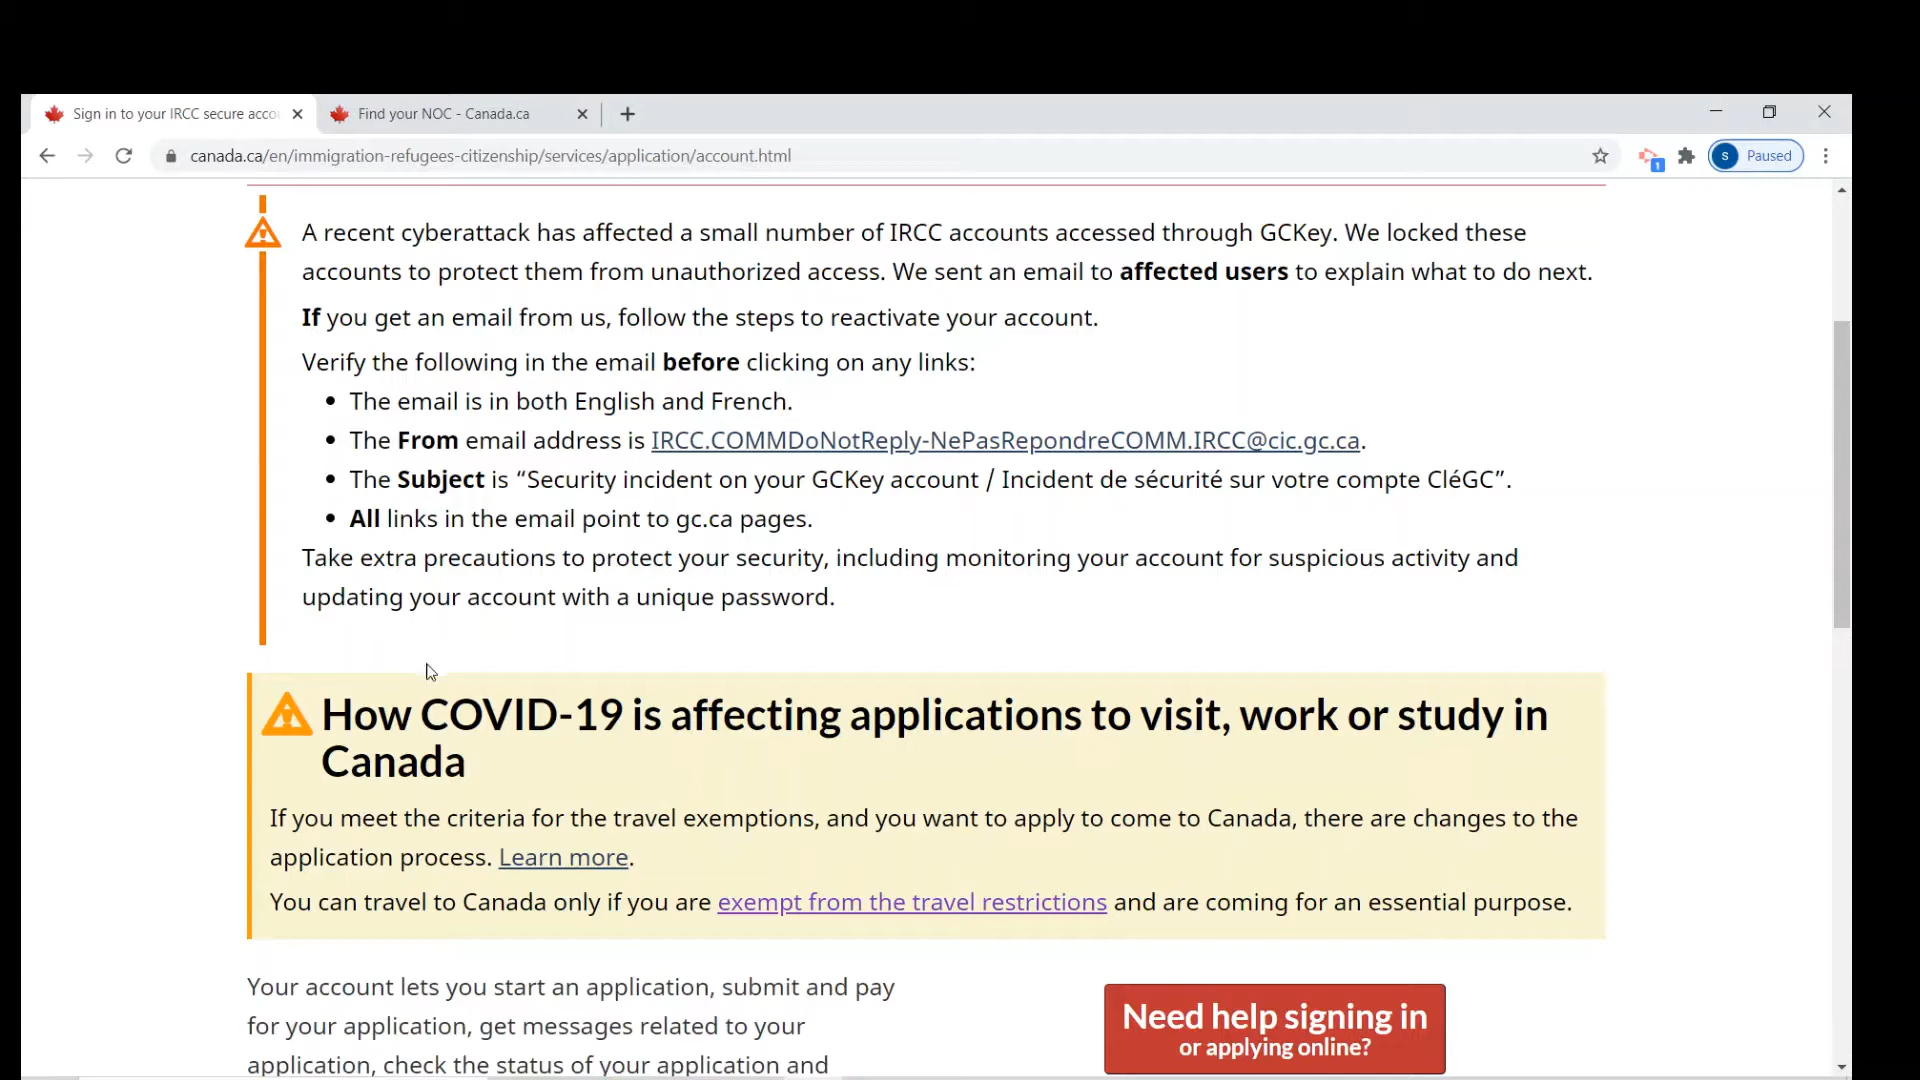 Sign in to your IRCC secure acco
Find your NOC - Canada.ca
canada.ca/en/immigration-refugees-citizenship/services/application/account.html
1
S
Paused
A recent cyberattack has affected a small number of IRCC accounts accessed through GCKey. We locked these
accounts to protect them from unauthorized access. We sent an email to affected users to explain what to do next.
If you get an email from us, follow the steps to reactivate your account.
Verify the following in the email before clicking on any links:
• The email is in both English and French.
• The From email address is IRCC.COMMDoNotReply-NePasRepondreCOMM.IRCC@cic.gc.ca.
• The Subject is “Security incident on your GCKey account / Incident de sécurité sur votre compte CléGC”.
• All links in the email point to gc.ca pages.
Take extra precautions to protect your security, including monitoring your account for suspicious activity and
updating your account with a unique password.
How COVID-19 is affecting applications to visit, work or study in
Canada
If you meet the criteria for the travel exemptions, and you want to apply to come to Canada, there are changes to the
application process. Learn more.
You can travel to Canada only if you are exempt from the travel restrictions and are coming for an essential purpose.
Your account lets you start an application, submit and pay
for your application, get messages related to your
application, check the status of your application and
Need help signing in
or applying online?